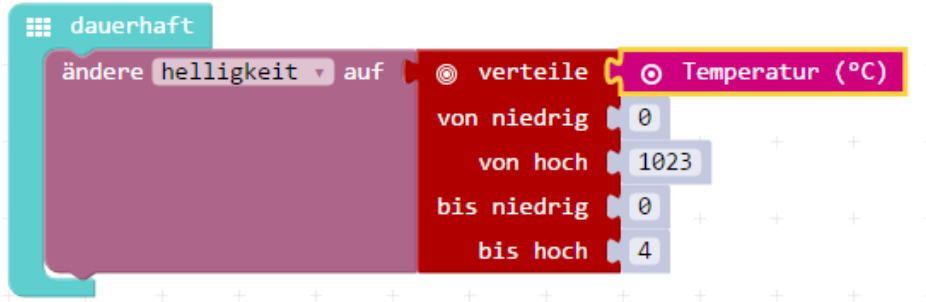 dauerhaft
ändere helligkeit auf verteile Temperatur (°C)
von niedrig 0
von hoch 1023
bis niedrig 0
bis hoch 4